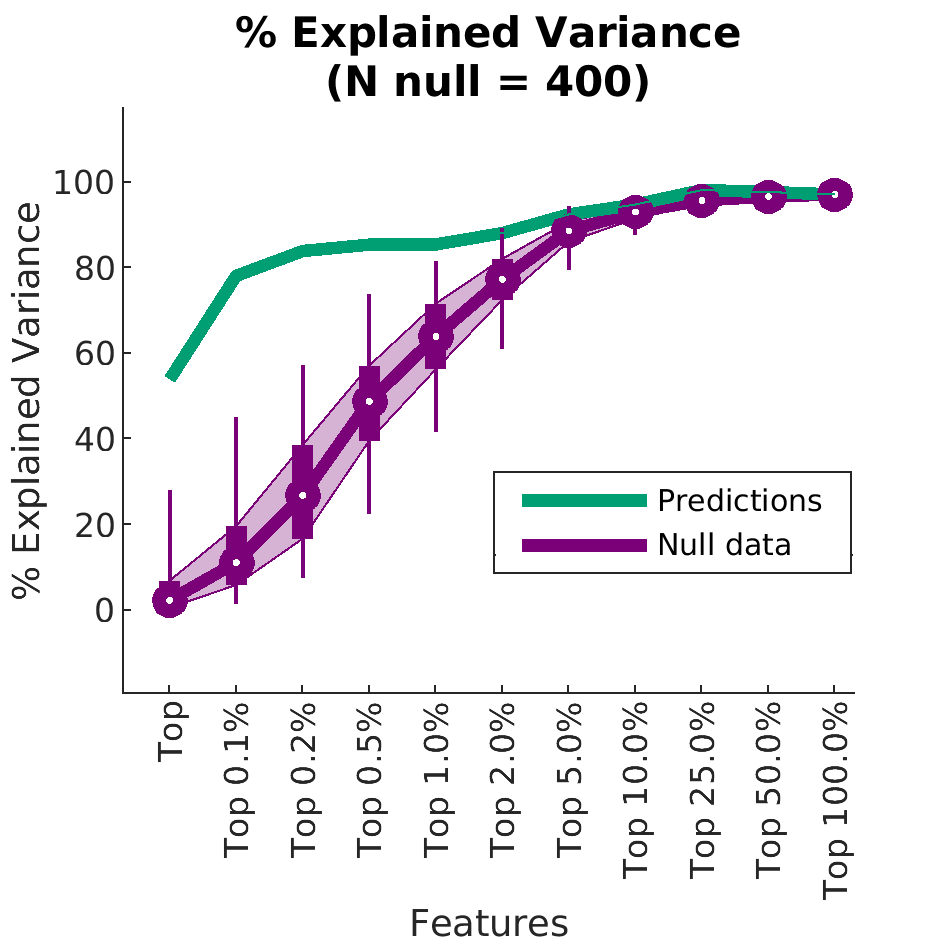 % Explained Variance
(N null = 400)
% Explained Variance
100
80
60
40
20
0
Predictions
Null data
Top
Top 0.1%
Top 0.2%
Top 0.5%
Top 1.0%
Top 2.0%
Top 5.0%
Top 10.0%
Top 25.0%
Top 50.0%
Top 100.0%
Features